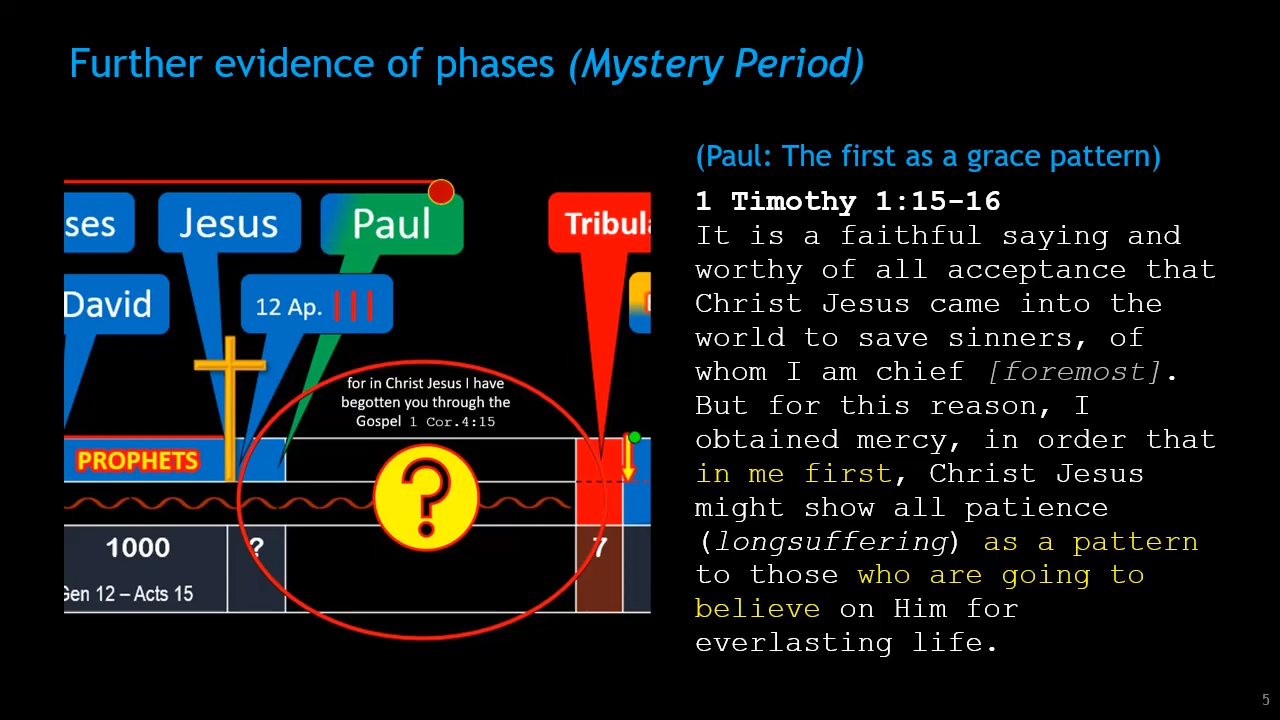 Further evidence of phases (Mystery Period)
ses
Jesus
Paul
Tribula
David
12 Ap.
for in Christ Jesus I have
begotten you through the
Gospel 1 Cor.4:15
PROPHETS
?
1000
?
7
Gen 12 – Acts 15
(Paul: The first as a grace pattern)
1 Timothy 1:15-16
It is a faithful saying and
worthy of all acceptance that
Christ Jesus came into the
world to save sinners, of
whom I am chief [foremost].
But for this reason, I
obtained mercy, in order that
in me first, Christ Jesus
might show all patience
(longsuffering) as a pattern
to those who are going to
believe on Him for
everlasting life.
5